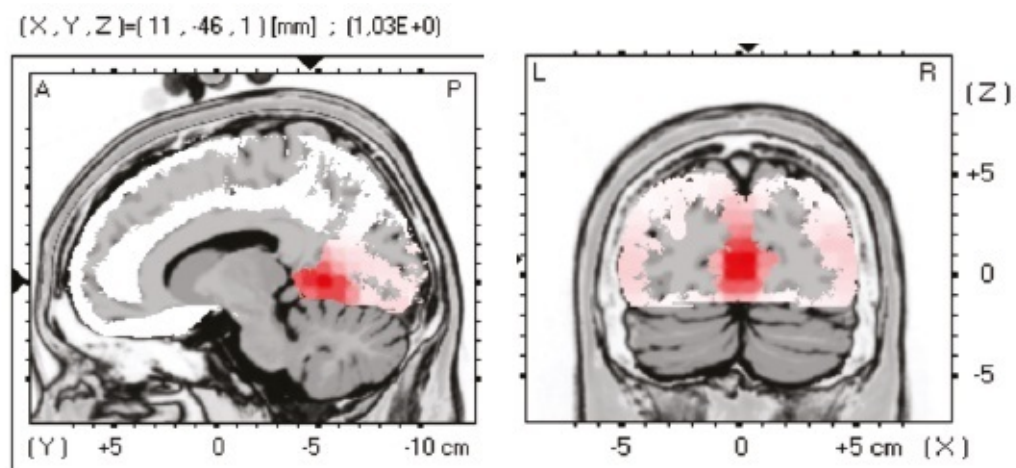 (X,Y,Z)=(11,-46,1)[mm] ; (1,03E+0)
A P
L R
(Z)
+5
0
-5
(Y) +5 0 -5 -10 cm
-5 0 +5 cm (X)